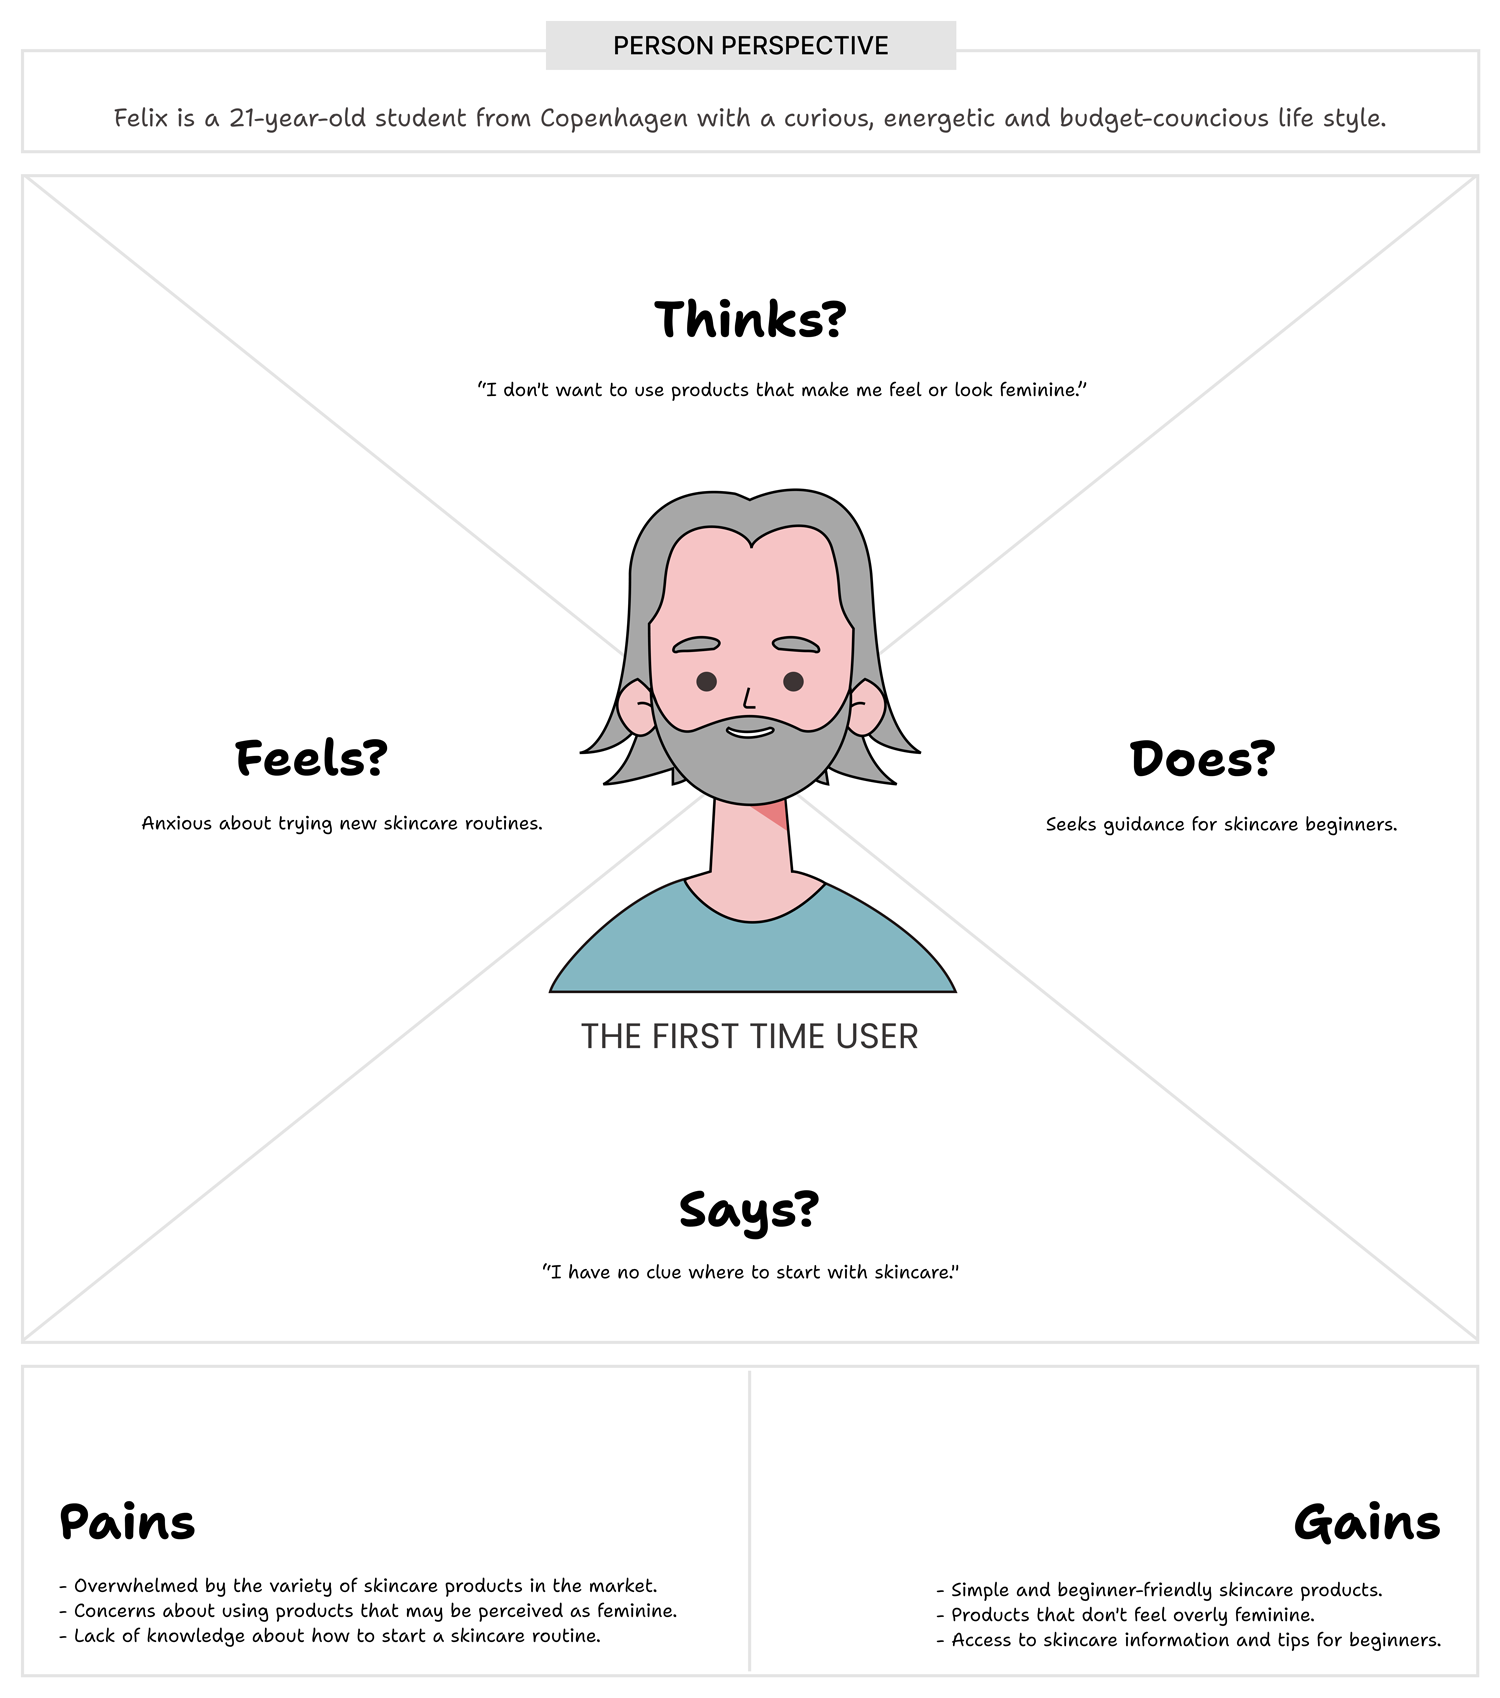 PERSON PERSPECTIVE
Felix is a 21-year-old student from Copenhagen with a curious, energetic and budget-councious life style.
Thinks?
“I don't want to use products that make me feel or look feminine.”
Feels?
Anxious about trying new skincare routines.
Does?
Seeks guidance for skincare beginners.
THE FIRST TIME USER
Says?
“I have no clue where to start with skincare."
Pains
- Overwhelmed by the variety of skincare products in the market.
- Concerns about using products that may be perceived as feminine.
- Lack of knowledge about how to start a skincare routine.
Gains
- Simple and beginner-friendly skincare products.
- Products that don't feel overly feminine.
- Access to skincare information and tips for beginners.